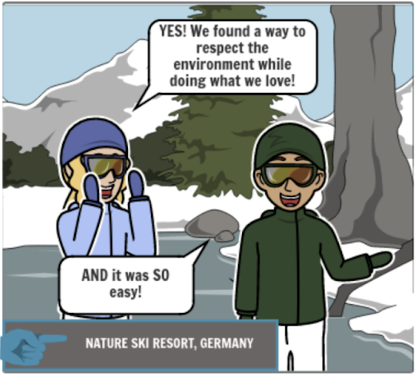 YES! We found a way to
respect the
environment while
doing what we love!
AND it was SO
easy!
NATURE SKI RESORT, GERMANY